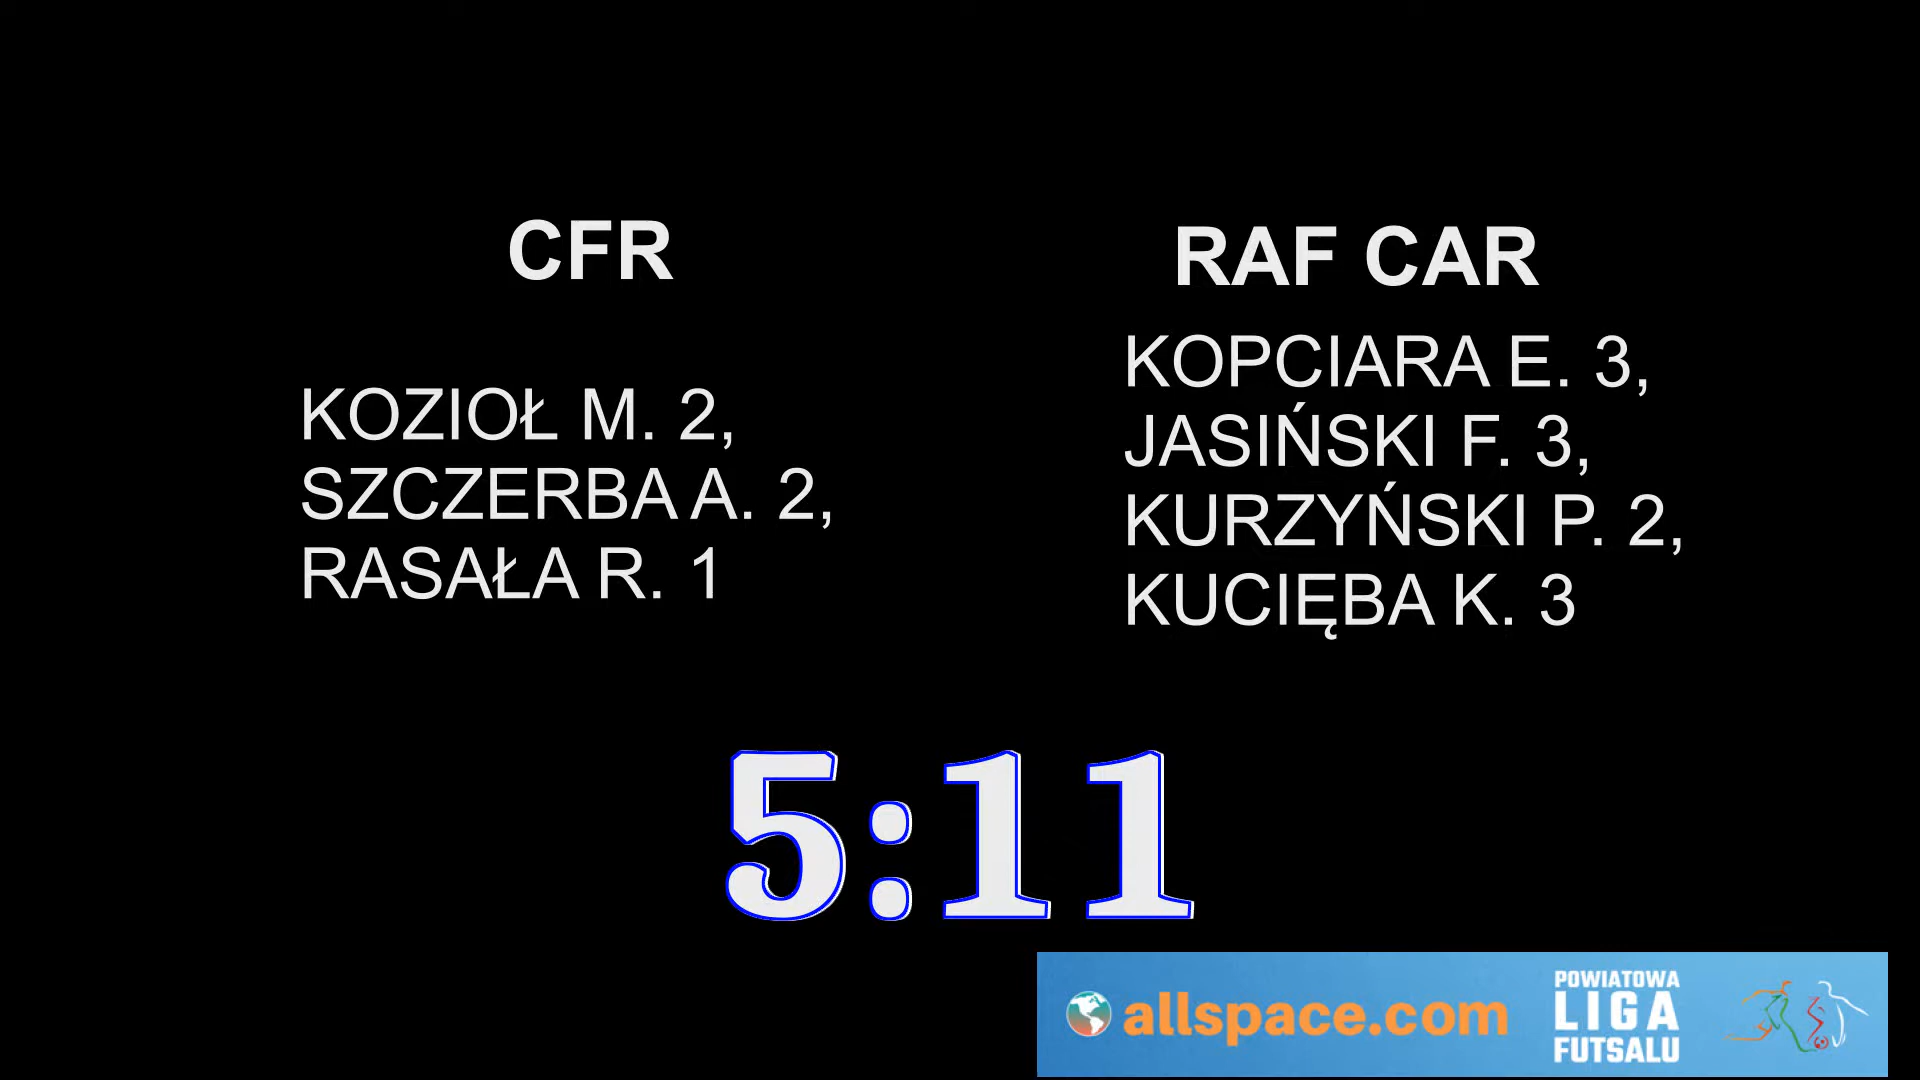 CFR
KOZIOŁ M. 2,
SZCZERBA A. 2,
RASAŁA R. 1
RAF CAR
KOPCIARA E. 3,
JASIŃSKI F. 3,
KURZYŃSKI P. 2,
KUCIĘBA K. 3
5:11
allspace.com
POWIATOWA
LIGA
FUTSALU